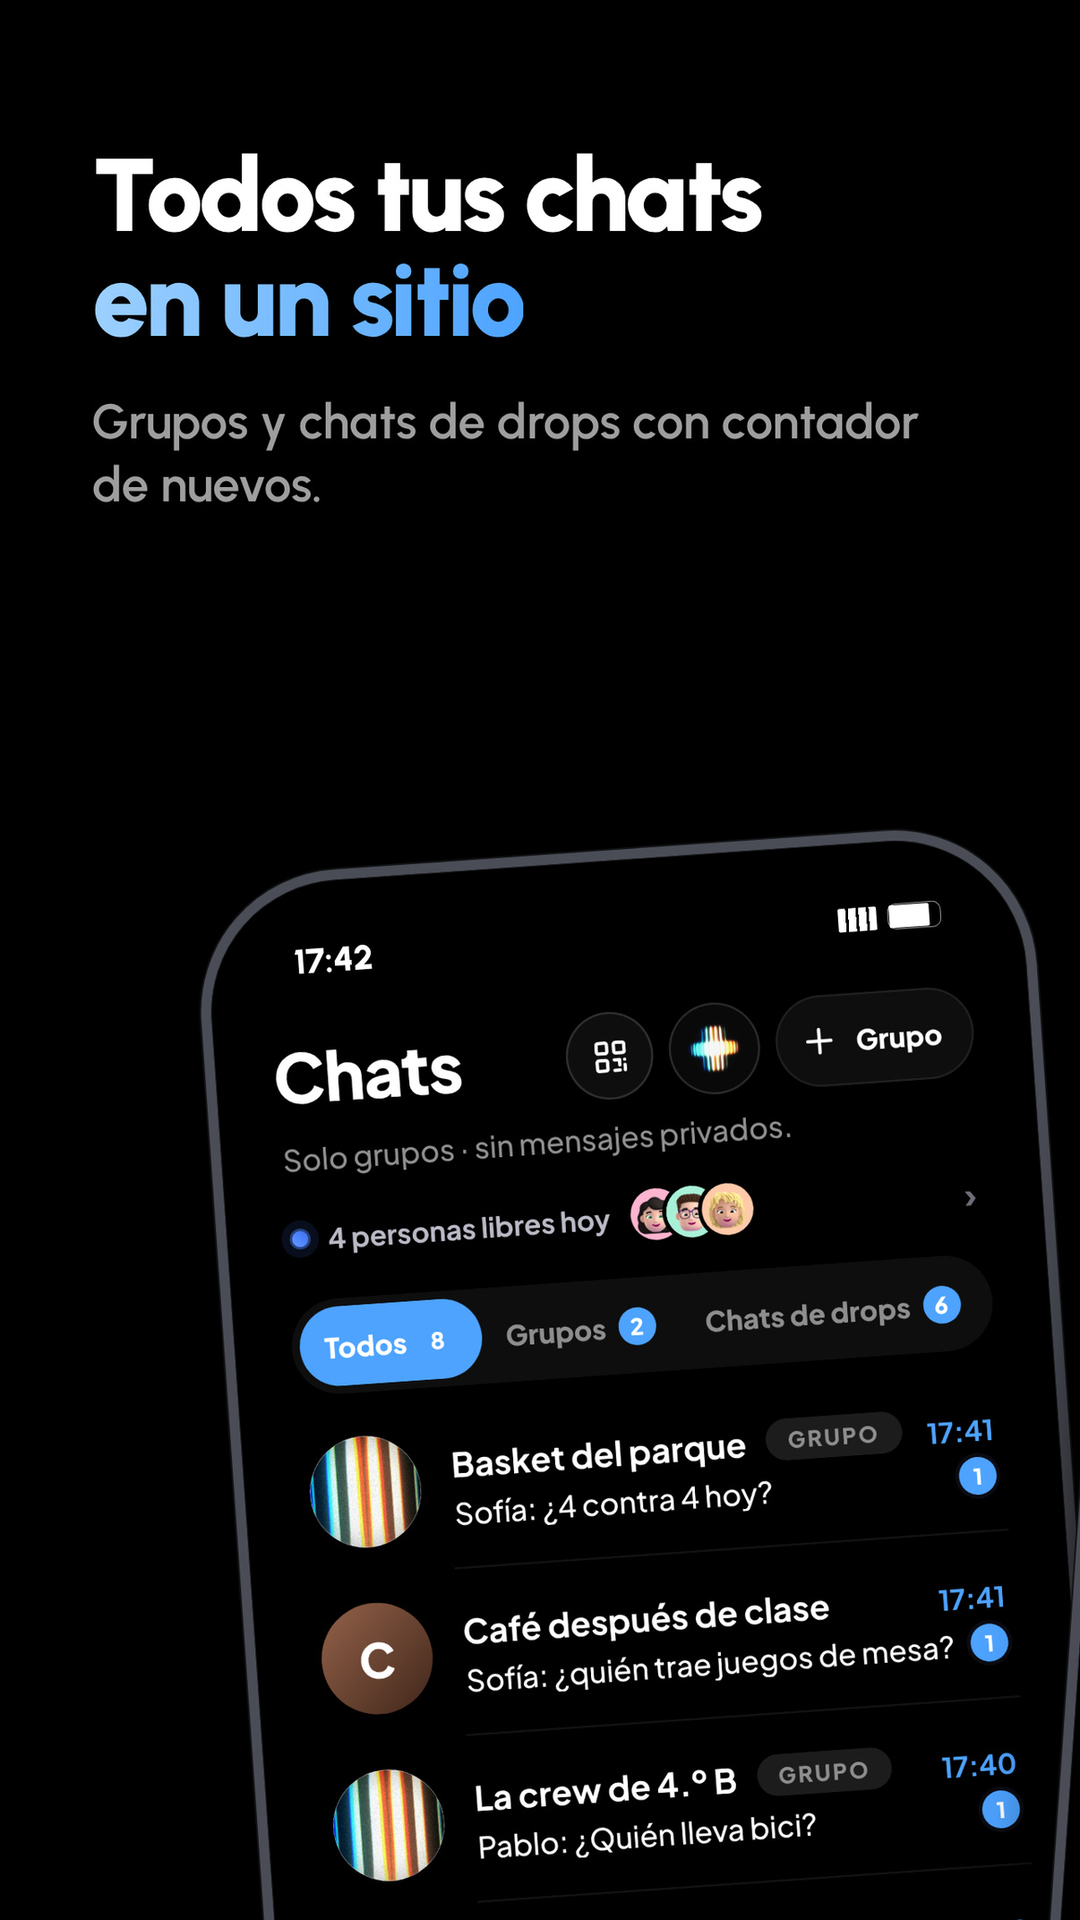 Todos tus chats
en un sitio
Grupos y chats de drops con contador
de nuevos.
17:42
Chats
+ Grupo
Solo grupos · sin mensajes privados.
4 personas libres hoy
Todos 8 Grupos 2 Chats de drops 6
Basket del parque GRUPO 17:41
Sofía: ¿4 contra 4 hoy? 1
Café después de clase 17:41
C
Sofía: ¿quién trae juegos de mesa? 1
La crew de 4.º B GRUPO 17:40
Pablo: ¿Quién lleva bici? 1